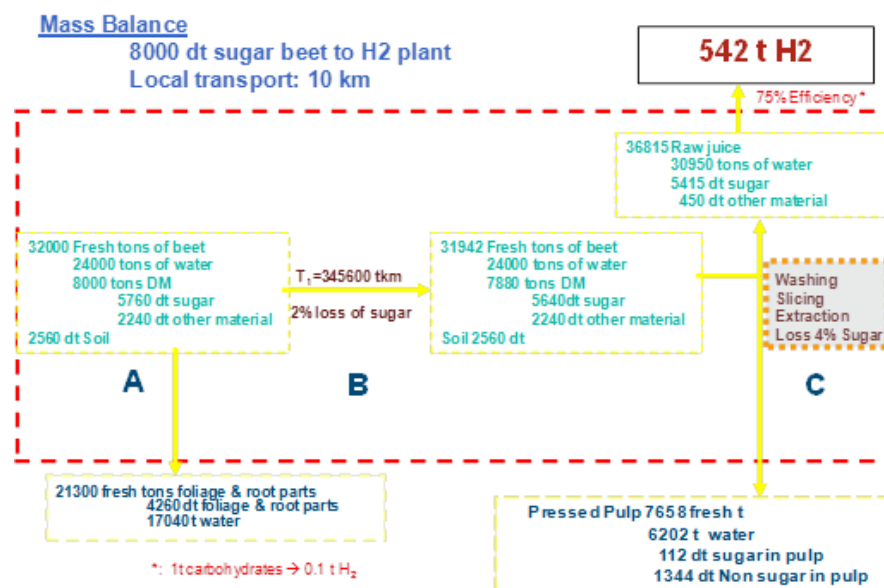 Mass Balance
8000 dt sugar beet to H2 plant
Local transport: 10 km
542 t H2
75% Efficiency *
36815 Raw juice
30950 tons of water
5415 dt sugar
450 dt other material
32000 Fresh tons of beet
24000 tons of water
8000 tons DM
5760 dt sugar
2240 dt other material
2560 dt Soil
T1=345600 tkm
2% loss of sugar
31942 Fresh tons of beet
24000 tons of water
7880 tons DM
5640dt sugar
2240 dt other material
Soil 2560 dt
Washing
Slicing
Extraction
Loss 4% Sugar
A
B
C
21300 fresh tons foliage & root parts
4260 dt foliage & root parts
17040 t water
Pressed Pulp 7658 fresh t
6202 t water
112 dt sugar in pulp
1344 dt Non sugar in pulp
*: 1t carbohydrates → 0.1 t H2